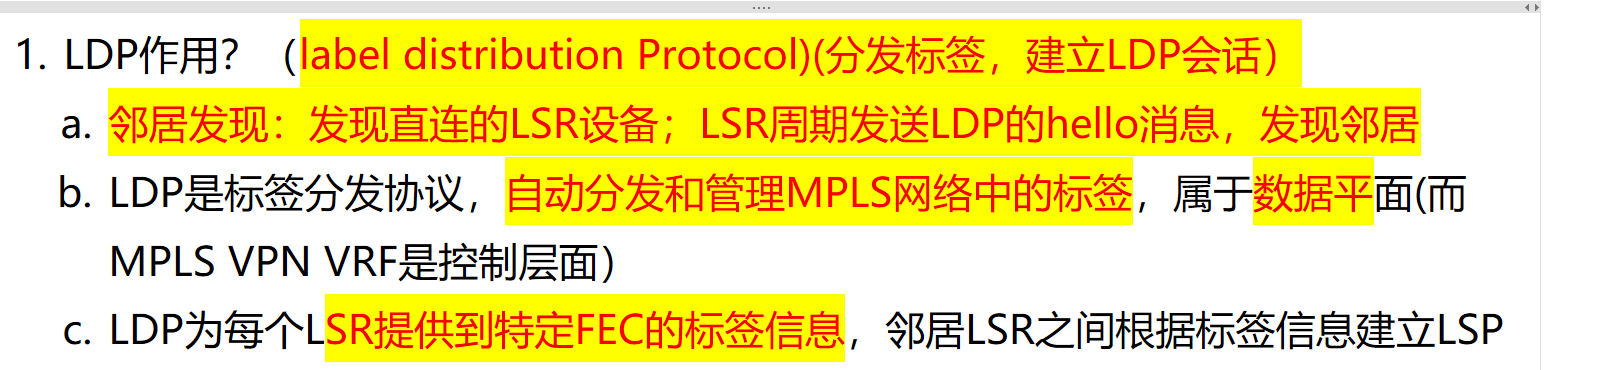 1. LDP作用？（label distribution Protocol)(分发标签，建立LDP会话）
a. 邻居发现：发现直连的LSR设备；LSR周期发送LDP的hello消息，发现邻居
b. LDP是标签分发协议，自动分发和管理MPLS网络中的标签，属于数据平面(而
MPLS VPN VRF是控制层面）
c. LDP为每个LSR提供到特定FEC的标签信息，邻居LSR之间根据标签信息建立LSP